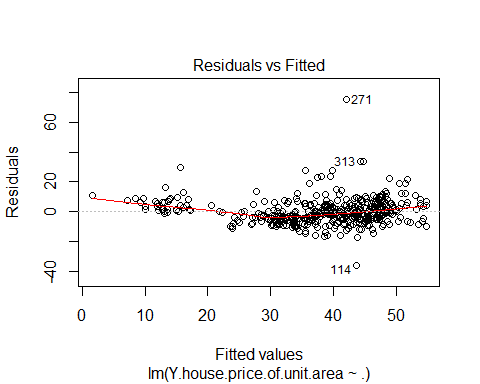 Residuals vs Fitted
Residuals
60
20
0
-40
271
313
114
0 10 20 30 40 50
Fitted values
lm(Y.house.price.of.unit.area ~ .)